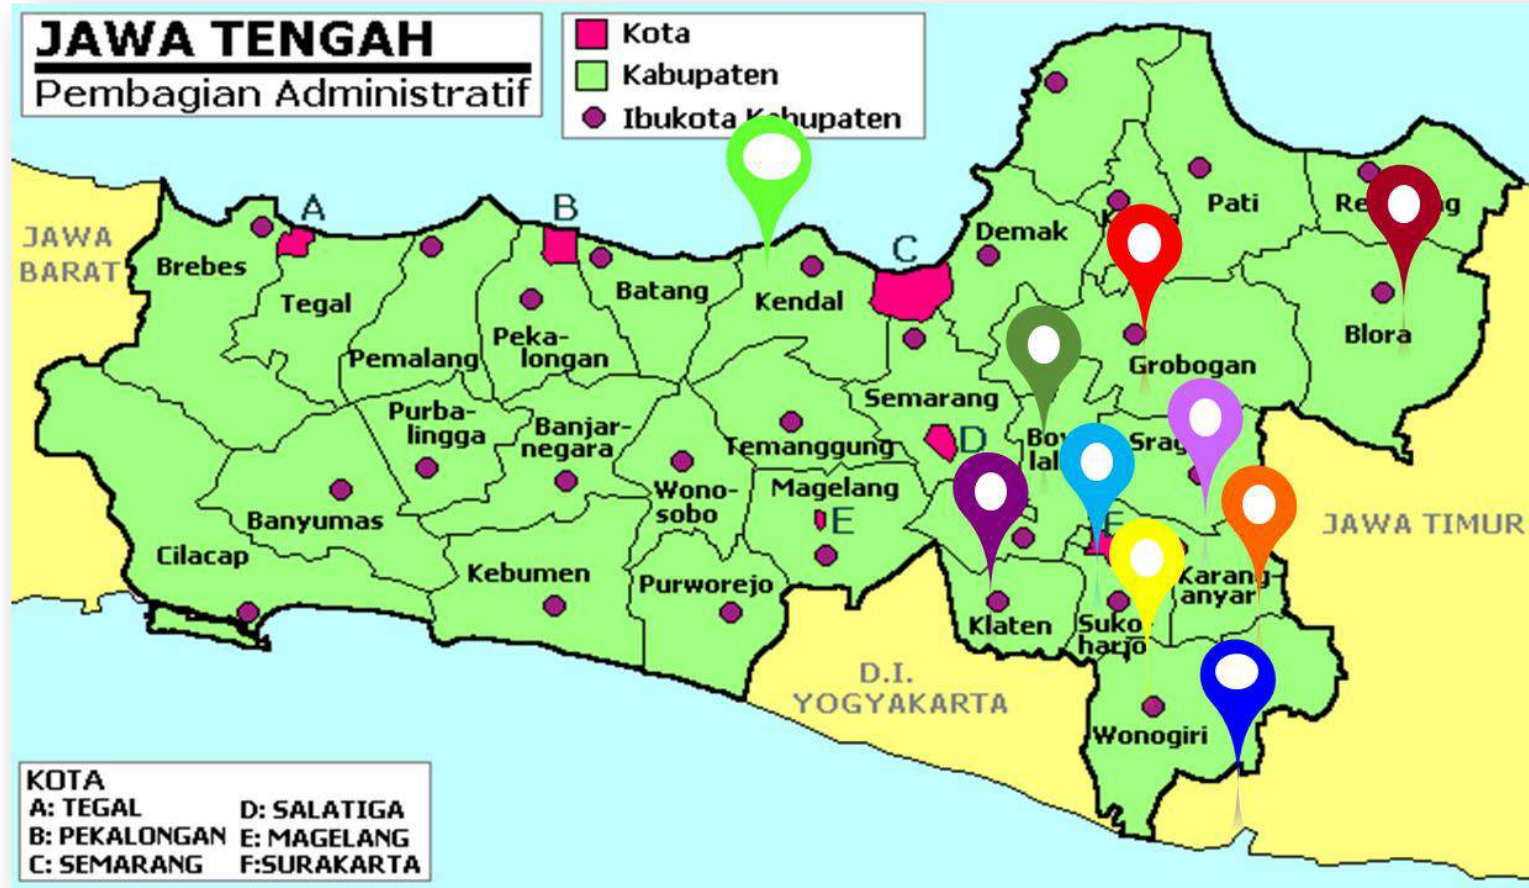 JAWA TENGAH
Pembagian Administratif
Kota
Kabupaten
Ibukota
A
B
C
JAWA
BARAT
Brebes
Tegal
Pemalang
Peka-
longan
Batang
Kendal
Demak
Pati
Grobogan
Blora
Semarang
D
Purba-
lingga
Banjar-
negara
Temanggung
Wono-
sobo
Magelang
E
Banyumas
Cilacap
Kebumen
Purworejo
Klaten
Suko
harjo
Karang-
anyar
Wonogiri
JAWA TIMUR
D.I.
YOGYAKARTA
KOTA
A: TEGAL
B: PEKALONGAN
C: SEMARANG
D: SALATIGA
E: MAGELANG
F:SURAKARTA